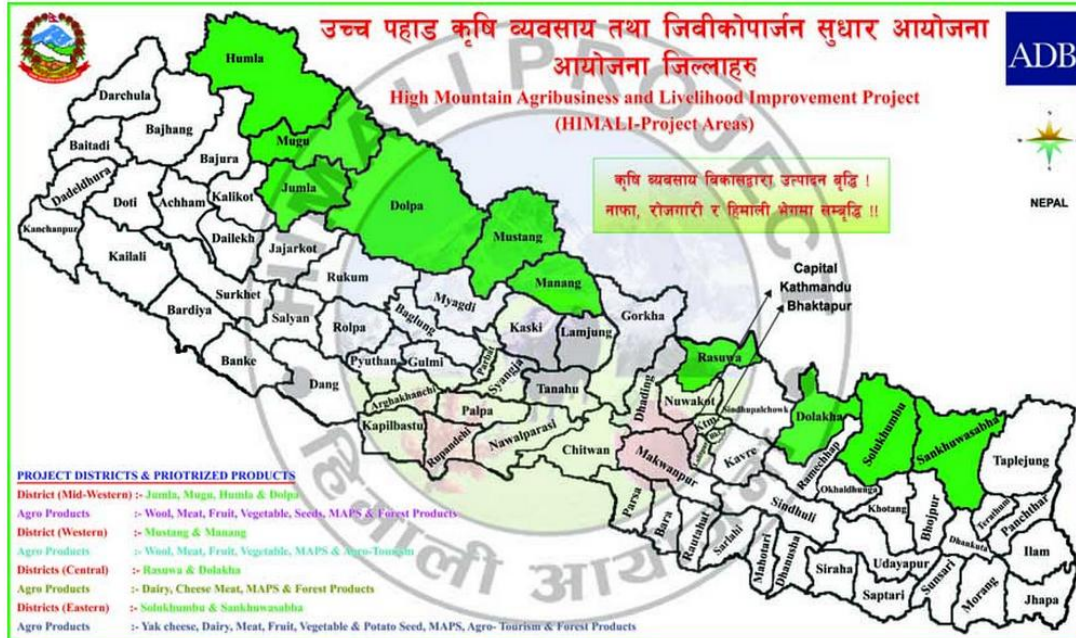 उच्च पहाड कृषि व्यवसाय तथा जिवीकोपार्जन सुधार आयोजना
आयोजना जिल्लाहरु
High Mountain Agribusiness and Livelihood Improvement Project
(HIMALI-Project Areas)
ADB
NEPAL
कृषि व्यवसाय विकासद्वारा उत्पादन बृद्धि !
नाफा, रोजगारी र हिमाली भेगमा सम्बृद्धि !!
HIMALI PROJECT
Capital
Kathmandu
Bhaktapur
Humla
Darchula
Bajhang
Baitadi
Bajura
Mugu
Dadeldhura
Doti
Achham
Kalikot
Jumla
Dolpa
Kanchanpur
Kailali
Dailekh
Jajarkot
Mustang
Manang
Surkhet
Rukum
Myagdi
Bardiya
Salyan
Rolpa
Baglung
Kaski
Lamjung
Gorkha
Banke
Dang
Pyuthan
Gulmi
Parbat
Syangja
Tanahu
Arghakhanchi
Palpa
Kapilbastu
Rupandehi
Nawalparasi
Chitwan
Dhading
Rasuwa
Nuwakot
Sindhupalchowk
Ktm
Kavre
Makwanpur
Dolakha
Ramechhap
Solukhumbu
Sankhuwasabha
Taplejung
Okhaldhunga
Khotang
Bhojpur
Terathum
Panchthar
Dhankuta
Ilam
Parsa
Bara
Rautahat
Sarlahi
Sindhuli
Mahotari
Dhanusha
Siraha
Udayapur
Saptari
Sunsari
Morang
Jhapa
PROJECT DISTRICTS & PRIOTRIZED PRODUCTS
District (Mid-Western) :- Jumla, Mugu, Humla & Dolpa
Agro Products :- Wool, Meat, Fruit, Vegetable, Seeds, MAPS & Forest Products
District (Western) :- Mustang & Manang
Agro Products :- Wool, Meat, Fruit, Vegetable, MAPS & Agro-Tourism
Districts (Central) :- Rasuwa & Dolakha
Agro Products :- Dairy, Cheese Meat, MAPS & Forest Products
Districts (Eastern) :- Solukhumbu & Sankhuwasabha
Agro Products :- Yak cheese, Dairy, Meat, Fruit, Vegetable & Potato Seed, MAPS, Agro- Tourism & Forest Products